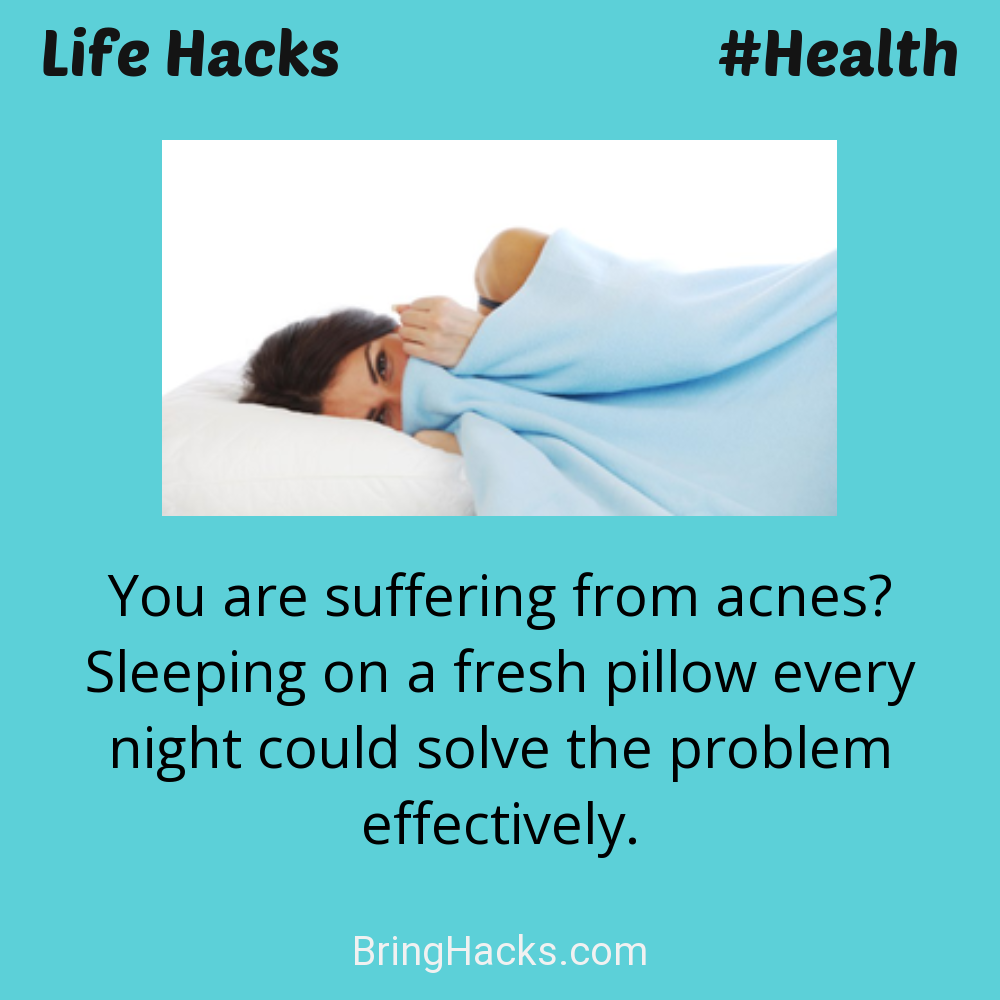 Life Hacks
#Health
You are suffering from acnes?
Sleeping on a fresh pillow every
night could solve the problem
effectively.
BringHacks.com